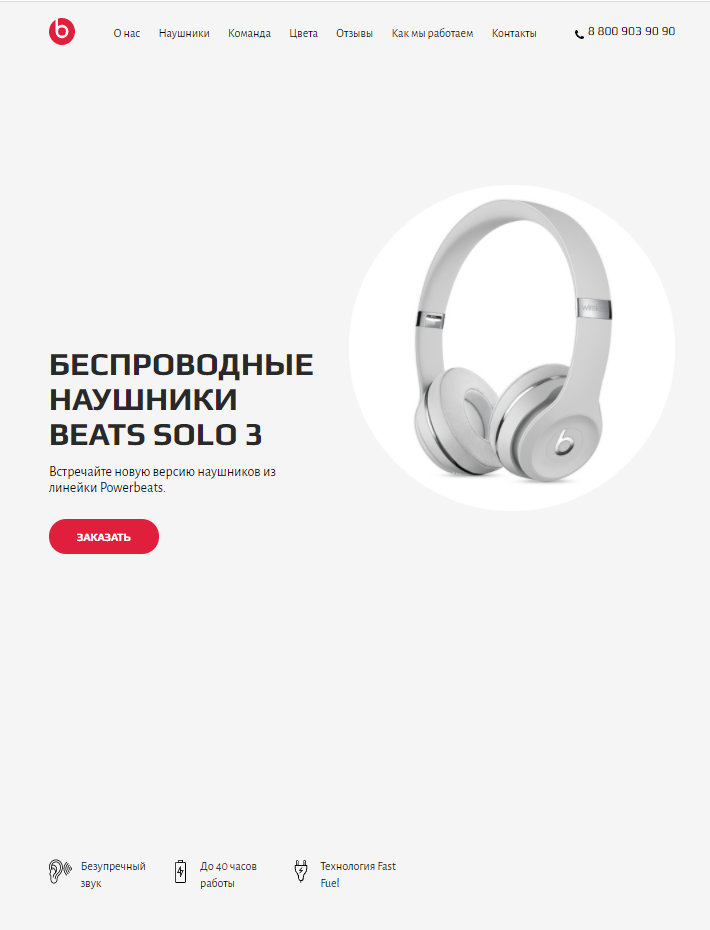 О нас Наушники Команда Цвета Отзывы Как мы работаем Контакты 8 800 903 90 90
БЕСПРОВОДНЫЕ
НАУШНИКИ
BEATS SOLO 3
Встречайте новую версию наушников из
линейки Powerbeats.
ЗАКАЗАТЬ
Безупречный
звук
До 40 часов
работы
Технология Fast
Fuel